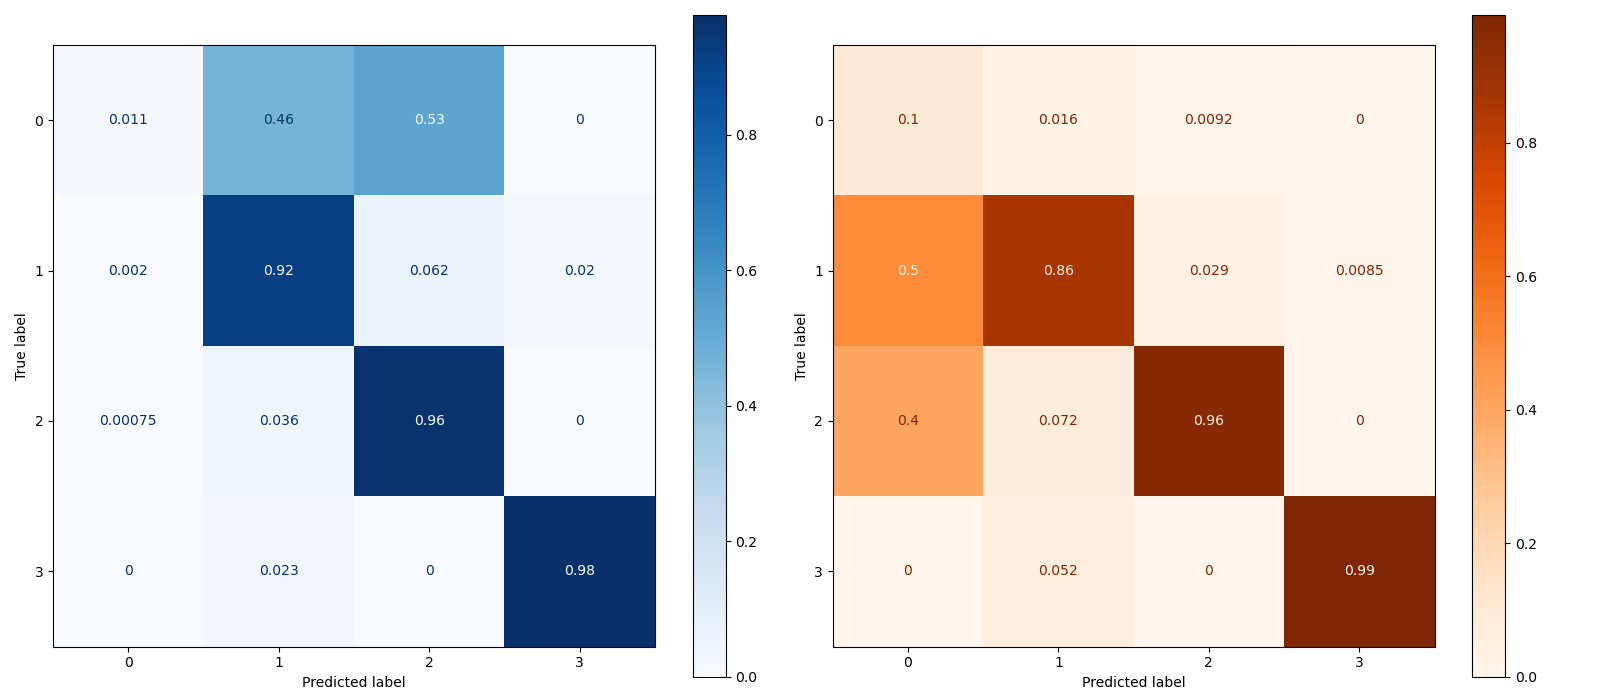 0 0.011 0.46 0.53 0
1 0.002 0.92 0.062 0.02
2 0.00075 0.036 0.96 0
3 0 0.023 0 0.98
0 1 2 3
Predicted label
True label
0.8
0.6
0.4
0.2
0.0
0 0.1 0.016 0.0092 0
1 0.5 0.86 0.029 0.0085
2 0.4 0.072 0.96 0
3 0 0.052 0 0.99
0 1 2 3
Predicted label
True label
0.8
0.6
0.4
0.2
0.0